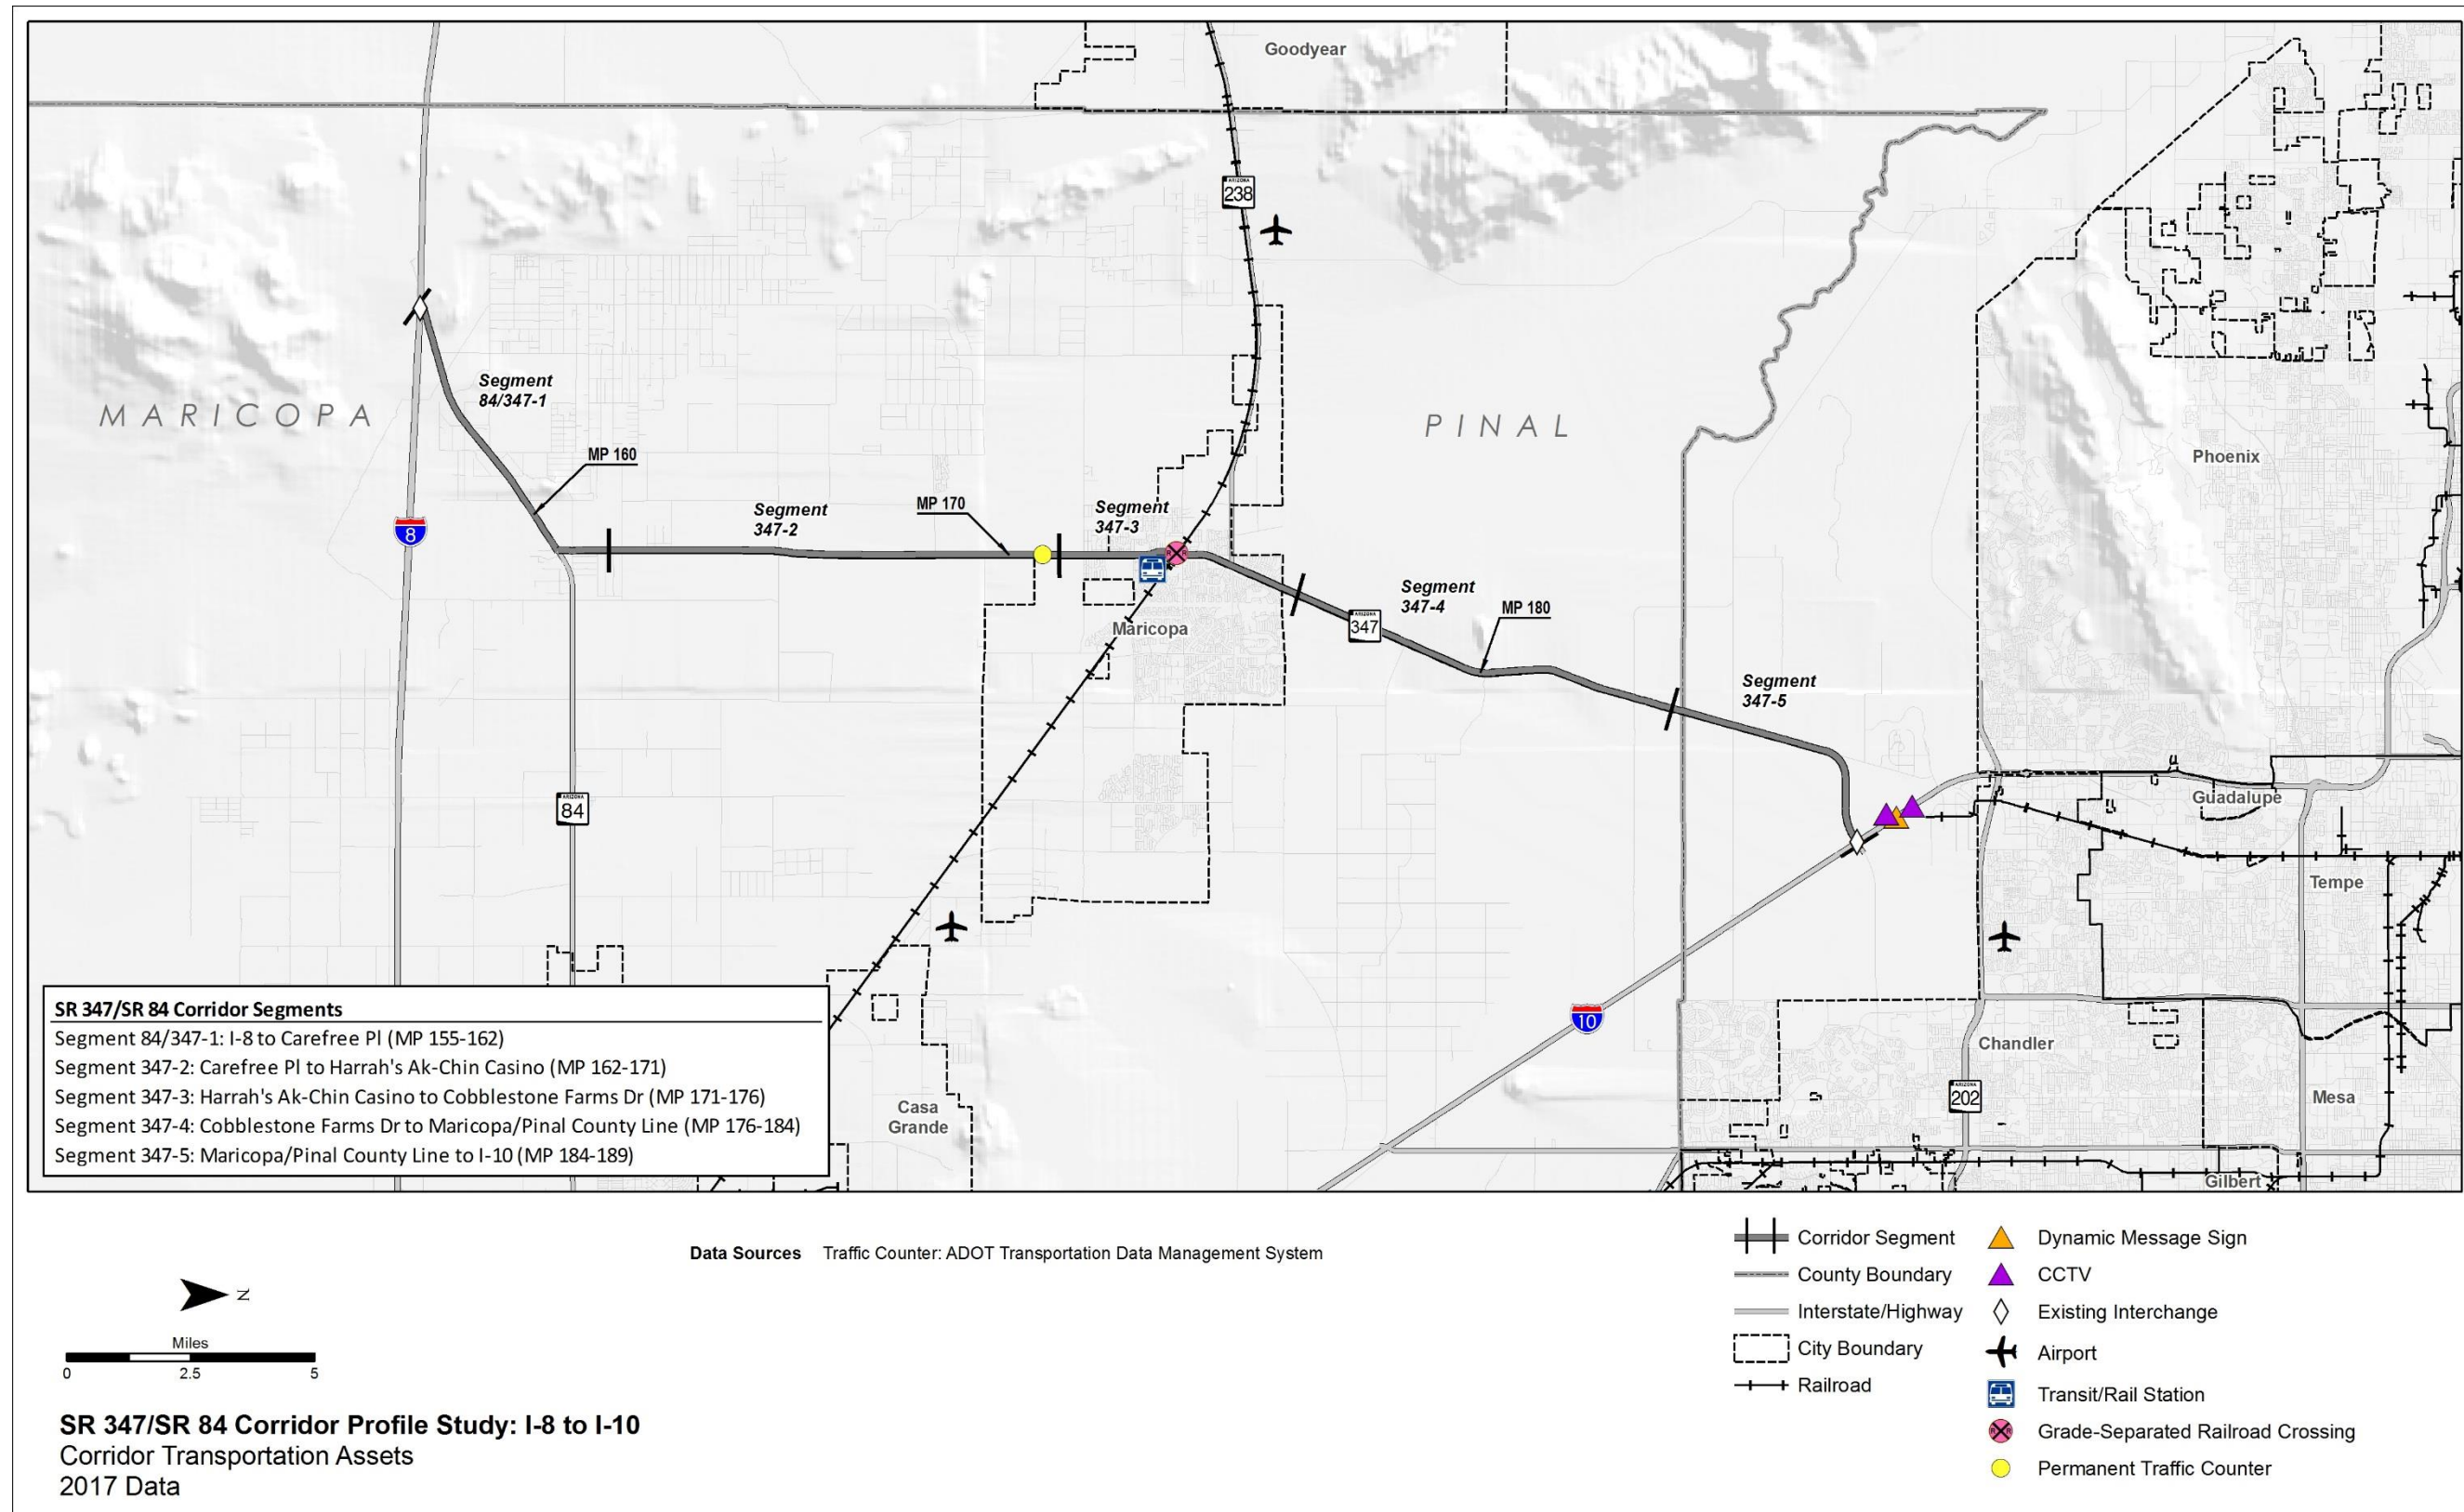 Goodyear
ARIZONA
238
Segment
84/347-1
MARICOPA
PINAL
MP 160
Phoenix
Segment
347-2
MP 170
Segment
347-3
8
Segment
347-4
MP 180
ARIZONA
347
Maricopa
Segment
347-5
ARIZONA
84
Guadalupe
Tempe
10
Chandler
ARIZONA
202
Mesa
Casa
Grande
Gilbert
SR 347/SR 84 Corridor Segments
Segment 84/347-1: I-8 to Carefree Pl (MP 155-162)
Segment 347-2: Carefree Pl to Harrah's Ak-Chin Casino (MP 162-171)
Segment 347-3: Harrah's Ak-Chin Casino to Cobblestone Farms Dr (MP 171-176)
Segment 347-4: Cobblestone Farms Dr to Maricopa/Pinal County Line (MP 176-184)
Segment 347-5: Maricopa/Pinal County Line to I-10 (MP 184-189)
Data Sources Traffic Counter: ADOT Transportation Data Management System
N
Miles
0 2.5 5
SR 347/SR 84 Corridor Profile Study: I-8 to I-10
Corridor Transportation Assets
2017 Data
Corridor Segment
County Boundary
Interstate/Highway
City Boundary
Railroad
Dynamic Message Sign
CCTV
Existing Interchange
Airport
Transit/Rail Station
Grade-Separated Railroad Crossing
Permanent Traffic Counter